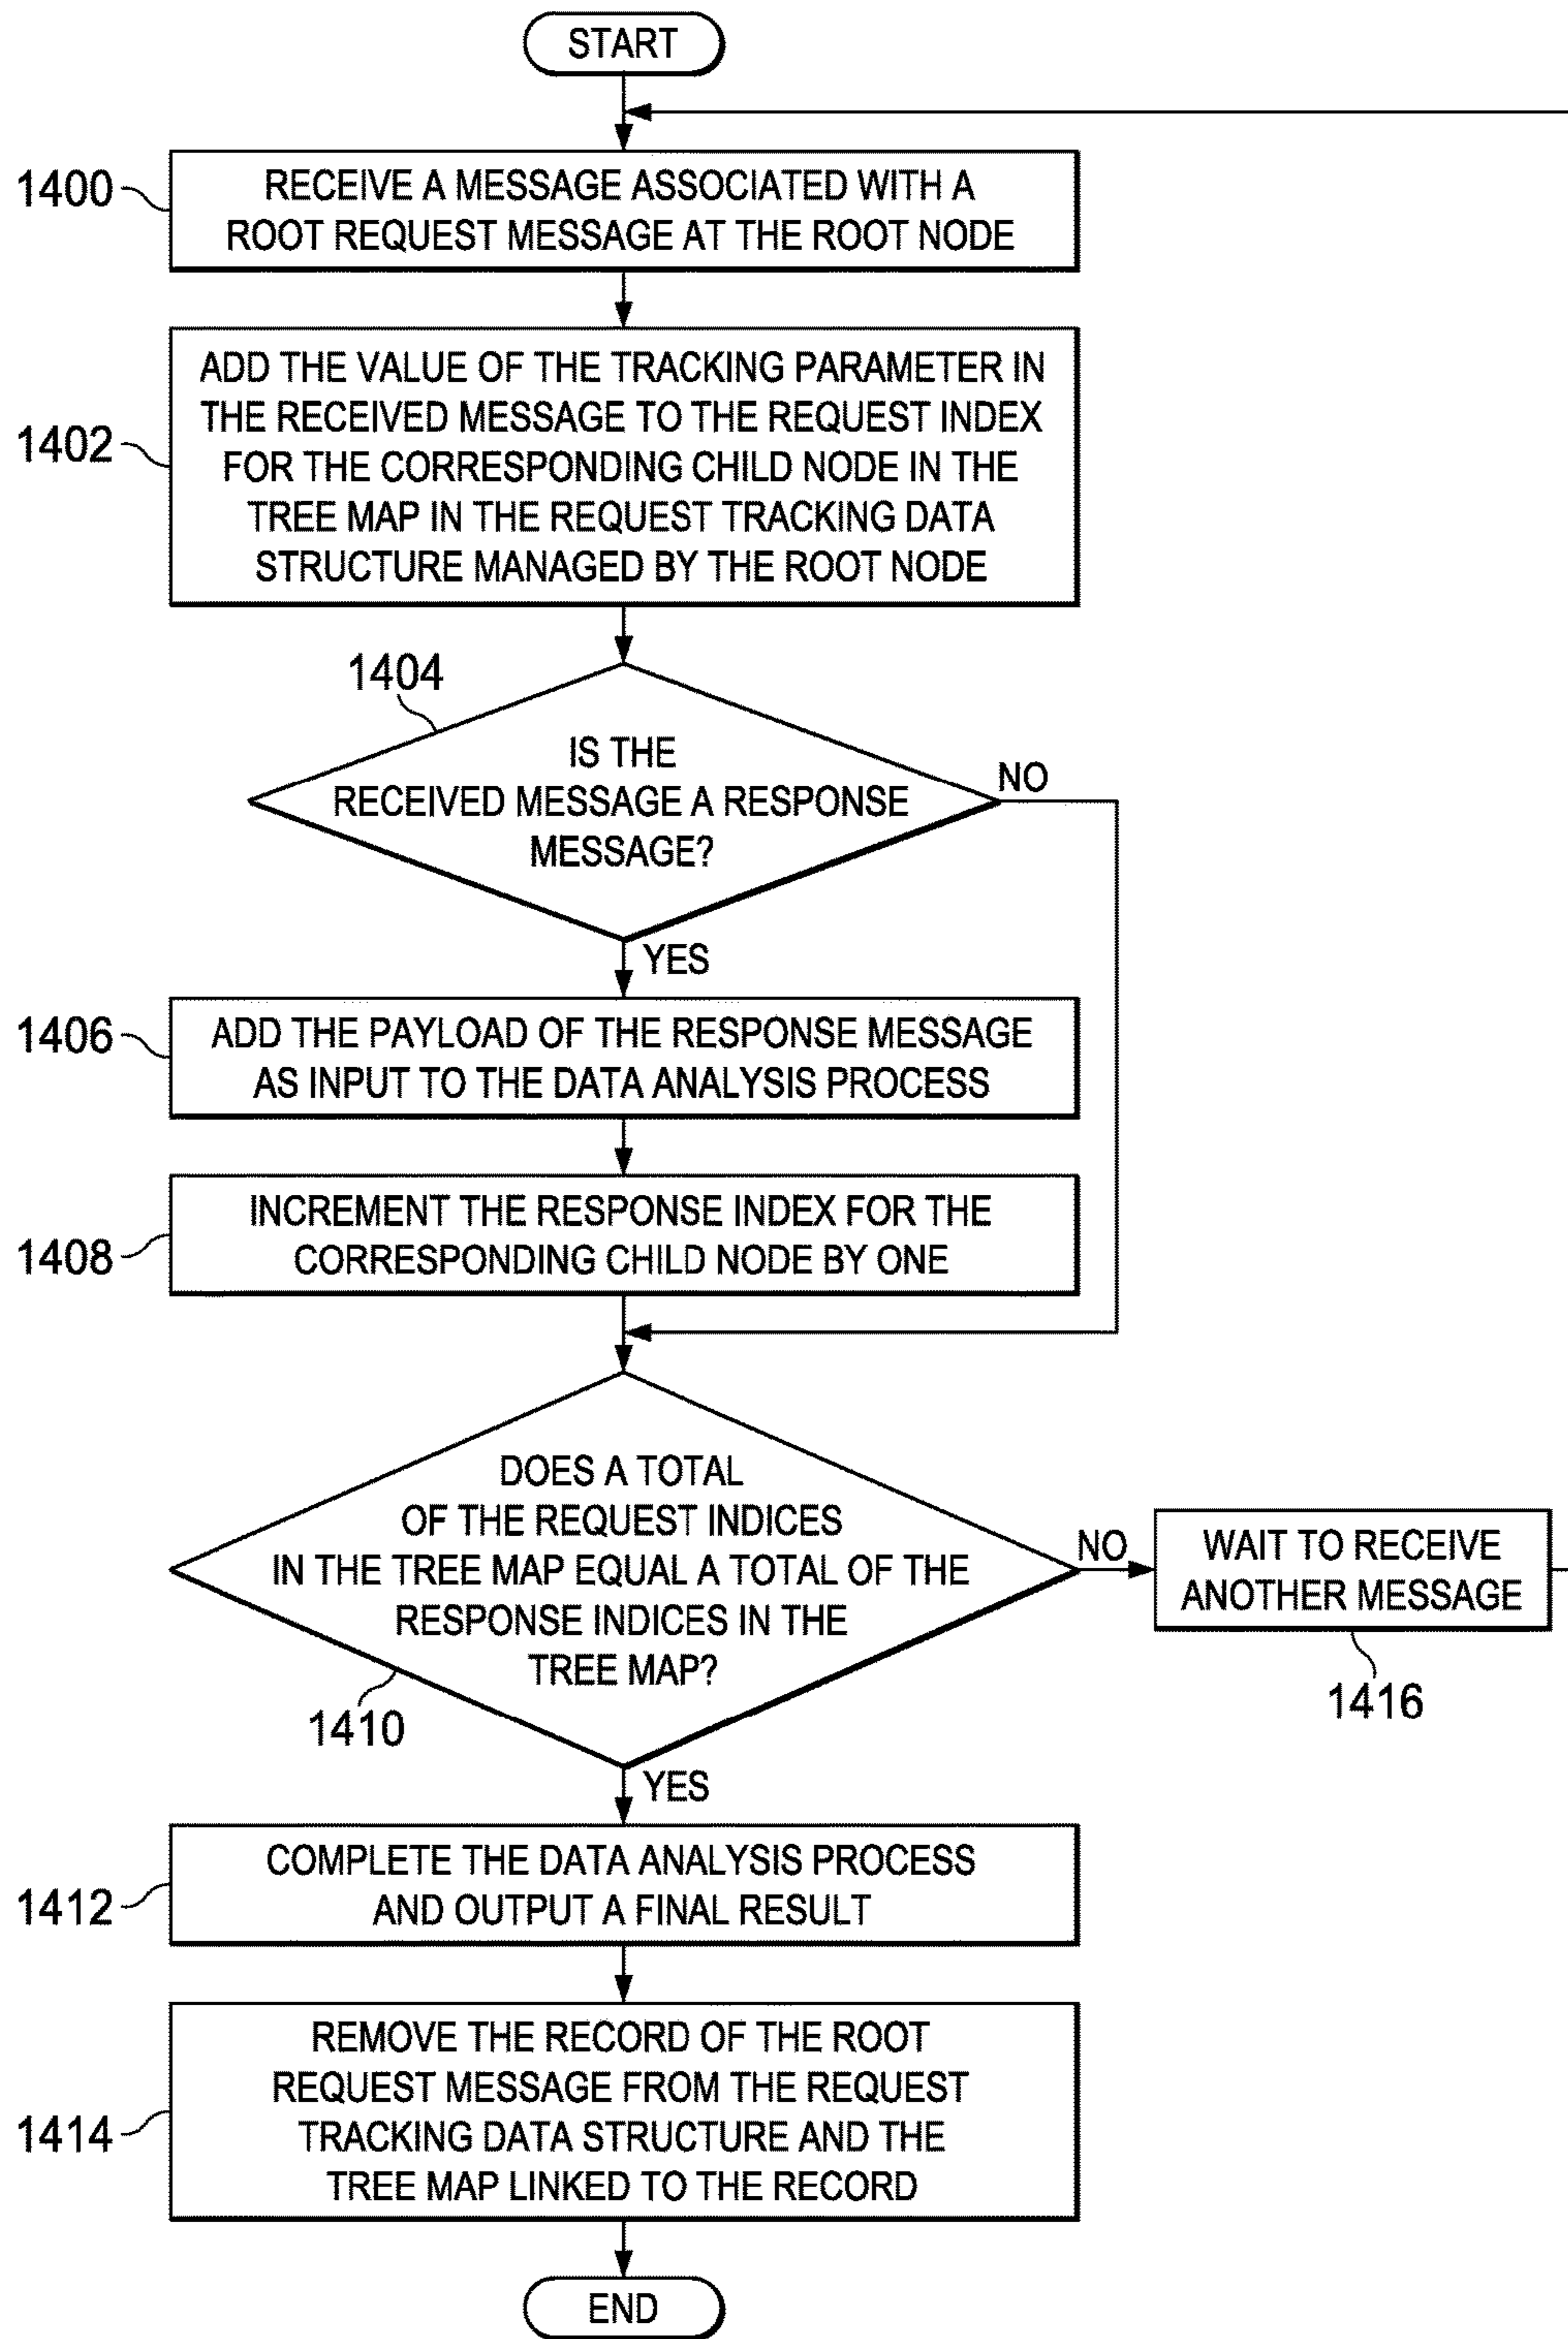 START
1400
RECEIVE A MESSAGE ASSOCIATED WITH A
ROOT REQUEST MESSAGE AT THE ROOT NODE
1402
ADD THE VALUE OF THE TRACKING PARAMETER IN
THE RECEIVED MESSAGE TO THE REQUEST INDEX
FOR THE CORRESPONDING CHILD NODE IN THE
TREE MAP IN THE REQUEST TRACKING DATA
STRUCTURE MANAGED BY THE ROOT NODE
1404
IS THE
RECEIVED MESSAGE A RESPONSE
MESSAGE?
NO
YES
1406
ADD THE PAYLOAD OF THE RESPONSE MESSAGE
AS INPUT TO THE DATA ANALYSIS PROCESS
1408
INCREMENT THE RESPONSE INDEX FOR THE
CORRESPONDING CHILD NODE BY ONE
DOES A TOTAL
OF THE REQUEST INDICES
IN THE TREE MAP EQUAL A TOTAL OF THE
RESPONSE INDICES IN THE
TREE MAP?
1410
NO
WAIT TO RECEIVE
ANOTHER MESSAGE
1416
YES
1412
COMPLETE THE DATA ANALYSIS PROCESS
AND OUTPUT A FINAL RESULT
1414
REMOVE THE RECORD OF THE ROOT
REQUEST MESSAGE FROM THE REQUEST
TRACKING DATA STRUCTURE AND THE
TREE MAP LINKED TO THE RECORD
END